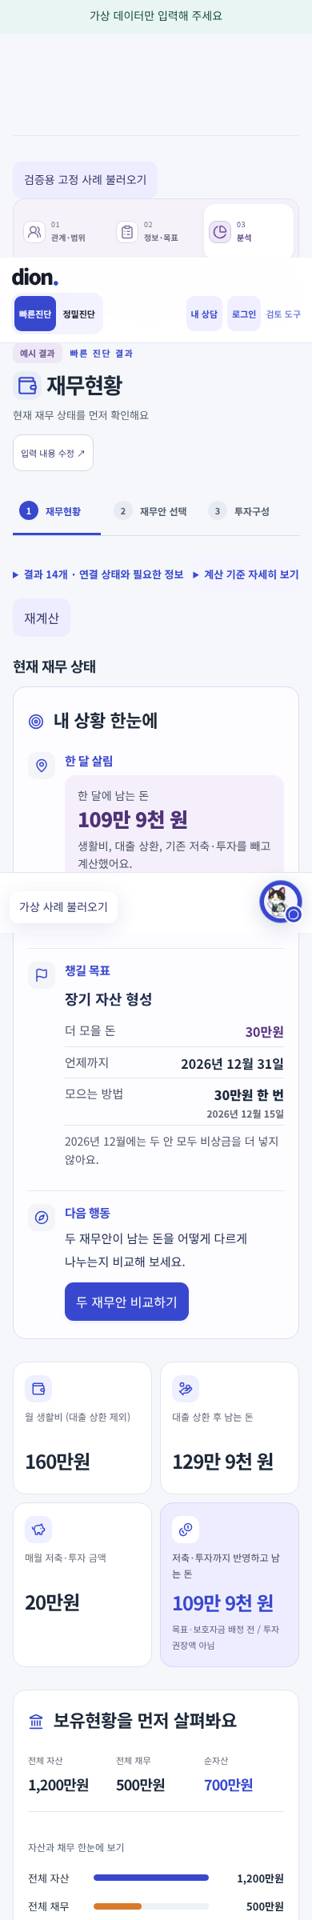 가상 데이터만 입력해 주세요
검증용 고정 사례 불러오기
01
관계·범위
02
정보·목표
03
분석
dion.
빠른진단
정밀진단
내 상담
로그인
검토 도구
예시 결과
빠른 진단 결과
재무현황
현재 재무 상태를 먼저 확인해요
입력 내용 수정 ↗
1 재무현황
2 재무안 선택
3 투자구성
▶ 결과 14개 · 연결 상태와 필요한 정보
▶ 계산 기준 자세히 보기
재계산
현재 재무 상태
내 상황 한눈에
한 달 살림
한 달에 남는 돈
109만 9천 원
생활비, 대출 상환, 기존 저축·투자를 빼고
계산했어요.
가상 사례 불러오기
챙길 목표
장기 자산 형성
더 모을 돈 30만원
언제까지 2026년 12월 31일
모으는 방법 30만원 한 번
2026년 12월 15일
2026년 12월에는 두 안 모두 비상금을 더 넣지
않아요.
다음 행동
두 재무안이 남는 돈을 어떻게 다르게
나누는지 비교해 보세요.
두 재무안 비교하기
월 생활비 (대출 상환 제외)
160만원
대출 상환 후 남는 돈
129만 9천 원
매월 저축·투자 금액
20만원
저축·투자까지 반영하고 남
는 돈
109만 9천 원
목표·보호자금 배정 전 / 투자
권장액 아님
보유현황을 먼저 살펴봐요
전체 자산
1,200만원
전체 채무
500만원
순자산
700만원
자산과 채무 한눈에 보기
전체 자산 1,200만원
전체 채무 500만원